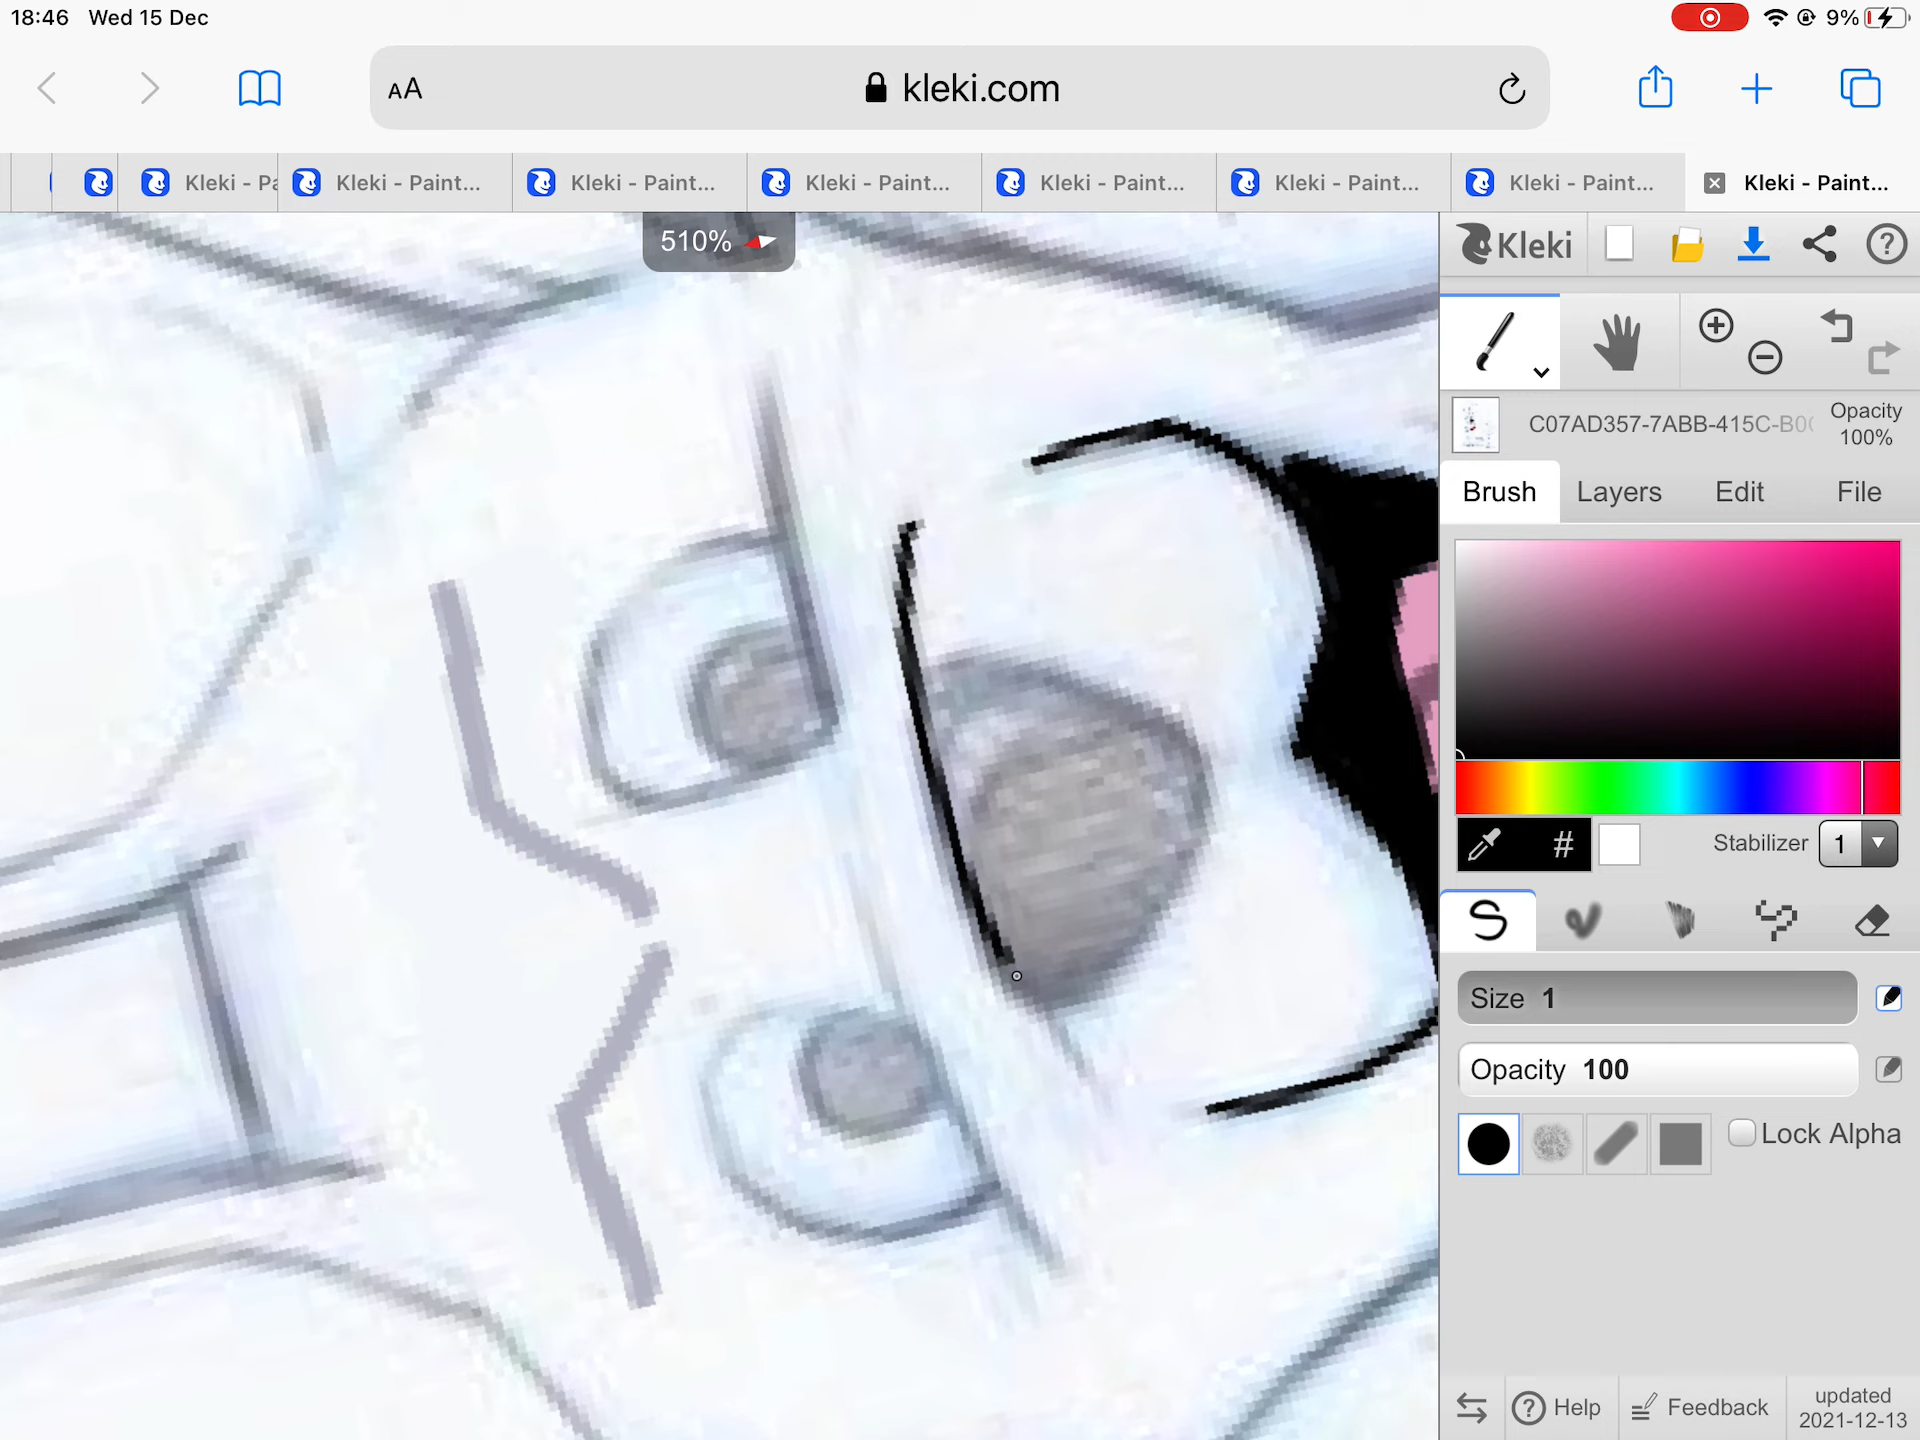 18:46 Wed 15 Dec 9%
AA kleki.com
Kleki - Pa Kleki - Paint... Kleki - Paint... Kleki - Paint... Kleki - Paint... Kleki - Paint... Kleki - Paint... Kleki - Paint...
510%
Kleki
C07AD357-7ABB-415C-B0 Opacity
100%
Brush Layers Edit File
# Stabilizer 1
Size 1
Opacity 100
Lock Alpha
Help Feedback updated
2021-12-13